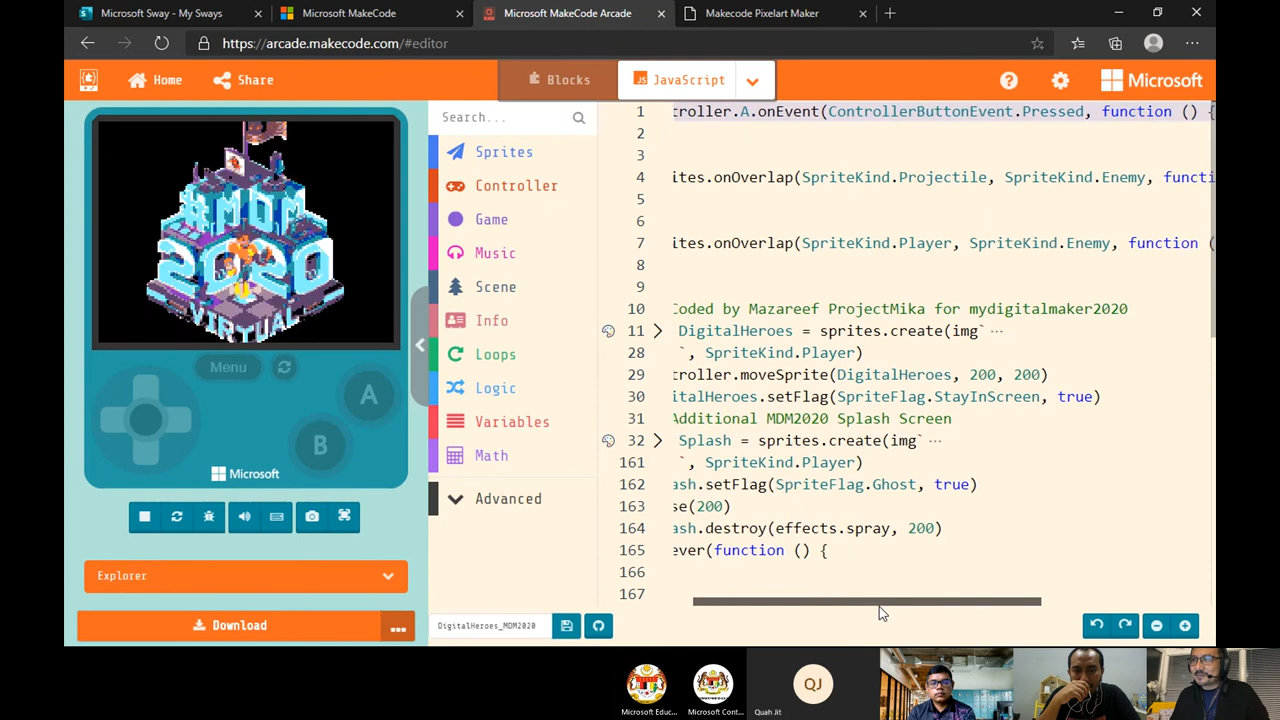 Microsoft Sway - My Sways
Microsoft MakeCode
Microsoft MakeCode Arcade
Makecode Pixelart Maker
https://arcade.makecode.com/#editor
Home
Share
Blocks
JavaScript
Microsoft
#MDM
2020
VIRTUAL
Menu
A
B
Microsoft
Explorer
Download
Search...
Sprites
Controller
Game
Music
Scene
Info
Loops
Logic
Variables
Math
Advanced
1 troller.A.onEvent(ControllerButtonEvent.Pressed, function () {
2
3
4 ites.onOverlap(SpriteKind.Projectile, SpriteKind.Enemy, functi
5
6
7 ites.onOverlap(SpriteKind.Player, SpriteKind.Enemy, function (
8
9
10 Coded by Mazareef ProjectMika for mydigitalmaker2020
11 DigitalHeroes = sprites.create(img` ...
28 `, SpriteKind.Player)
29 troller.moveSprite(DigitalHeroes, 200, 200)
30 italHeroes.setFlag(SpriteFlag.StayInScreen, true)
31 Additional MDM2020 Splash Screen
32 Splash = sprites.create(img` ...
161 `, SpriteKind.Player)
162 ash.setFlag(SpriteFlag.Ghost, true)
163 se(200)
164 ash.destroy(effects.spray, 200)
165 ever(function () {
166
167
DigitalHeroes_MDM2020
Microsoft Educ...
Microsoft Cont...
QJ
Quah Jit